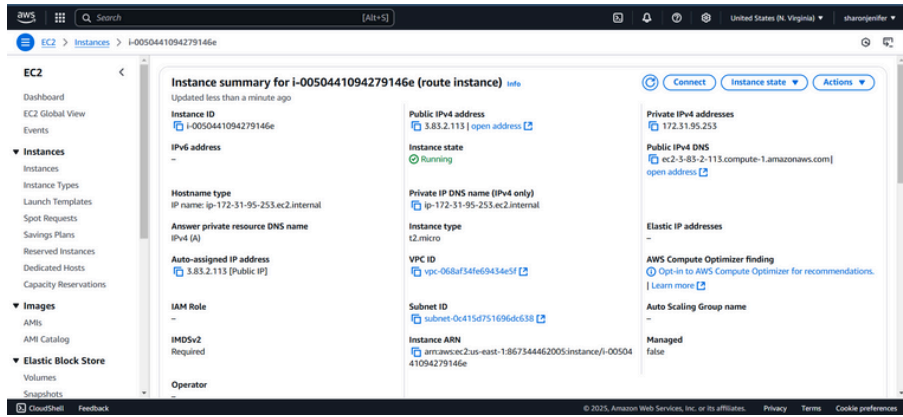 aws
Search
[Alt+S]
United States (N. Virginia)
sharonjenifer
EC2 > Instances > i-0050441094279146e
EC2
Dashboard
EC2 Global View
Events
Instances
Instances
Instance Types
Launch Templates
Spot Requests
Savings Plans
Reserved Instances
Dedicated Hosts
Capacity Reservations
Images
AMIs
AMI Catalog
Elastic Block Store
Volumes
Snapshots
Instance summary for i-0050441094279146e (route instance) Info
Connect
Instance state
Actions
Updated less than a minute ago
Instance ID
i-0050441094279146e
Public IPv4 address
3.83.2.113 | open address
Private IPv4 addresses
172.31.95.253
IPv6 address
–
Instance state
Running
Public IPv4 DNS
ec2-3-83-2-113.compute-1.amazonaws.com |
open address
Hostname type
IP name: ip-172-31-95-253.ec2.internal
Private IP DNS name (IPv4 only)
ip-172-31-95-253.ec2.internal
Answer private resource DNS name
IPv4 (A)
Instance type
t2.micro
Elastic IP addresses
–
Auto-assigned IP address
3.83.2.113 [Public IP]
VPC ID
vpc-068af34fe69434e5f
AWS Compute Optimizer finding
Opt-in to AWS Compute Optimizer for recommendations.
| Learn more
IAM Role
–
Subnet ID
subnet-0c415d751696dc638
Auto Scaling Group name
–
IMDSv2
Required
Instance ARN
arn:aws:ec2:us-east-1:867344462005:instance/i-00504
41094279146e
Managed
false
Operator
–
CloudShell
Feedback
© 2025, Amazon Web Services, Inc. or its affiliates.
Privacy
Terms
Cookie preferences